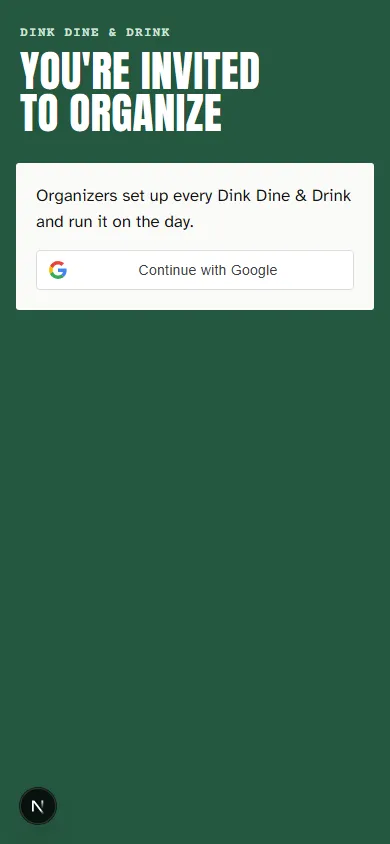 DINK DINE & DRINK
YOU'RE INVITED
TO ORGANIZE
Organizers set up every Dink Dine & Drink
and run it on the day.
Continue with Google
N